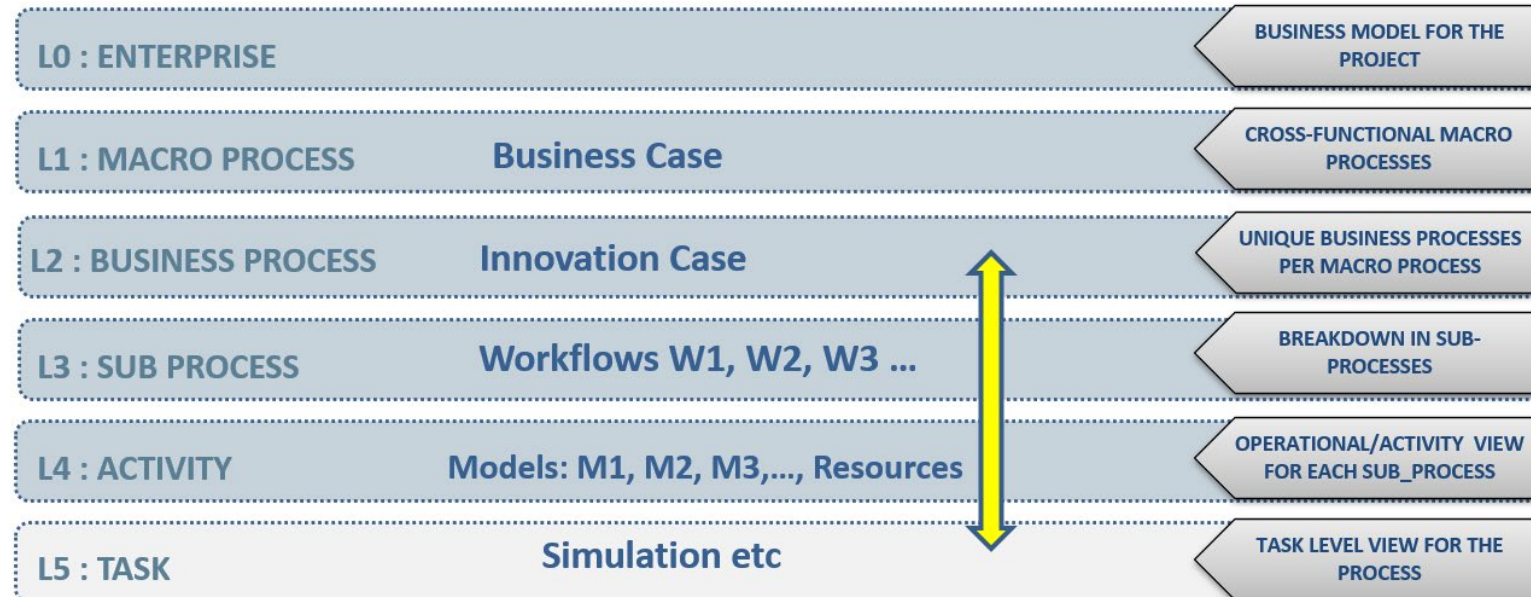 L0 : ENTERPRISE
BUSINESS MODEL FOR THE
PROJECT
L1 : MACRO PROCESS
Business Case
CROSS-FUNCTIONAL MACRO
PROCESSES
L2 : BUSINESS PROCESS
Innovation Case
UNIQUE BUSINESS PROCESSES
PER MACRO PROCESS
L3 : SUB PROCESS
Workflows W1, W2, W3 ...
BREAKDOWN IN SUB-
PROCESSES
L4 : ACTIVITY
Models: M1, M2, M3,..., Resources
OPERATIONAL/ACTIVITY VIEW
FOR EACH SUB_PROCESS
L5 : TASK
Simulation etc
TASK LEVEL VIEW FOR THE
PROCESS